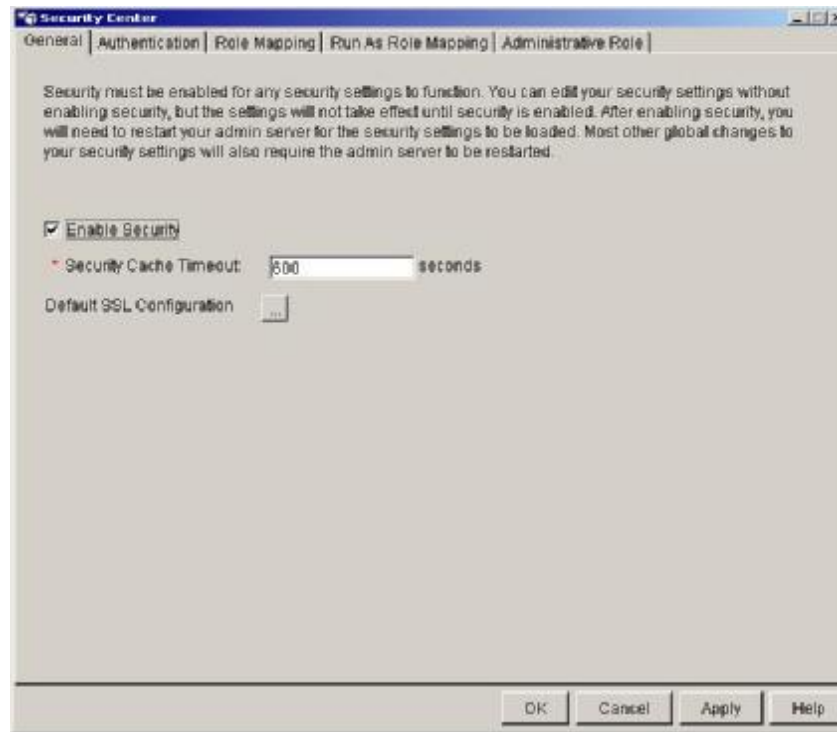 Security Center
General Authentication Role Mapping Run As Role Mapping Administrative Role
Security must be enabled for any security settings to function. You can edit your security settings without
enabling security, but the settings will not take effect until security is enabled. After enabling security, you
will need to restart your admin server for the security settings to be loaded. Most other global changes to
your security settings will also require the admin server to be restarted.
Enable Security
* Security Cache Timeout: 600 seconds
Default SSL Configuration ...
OK Cancel Apply Help